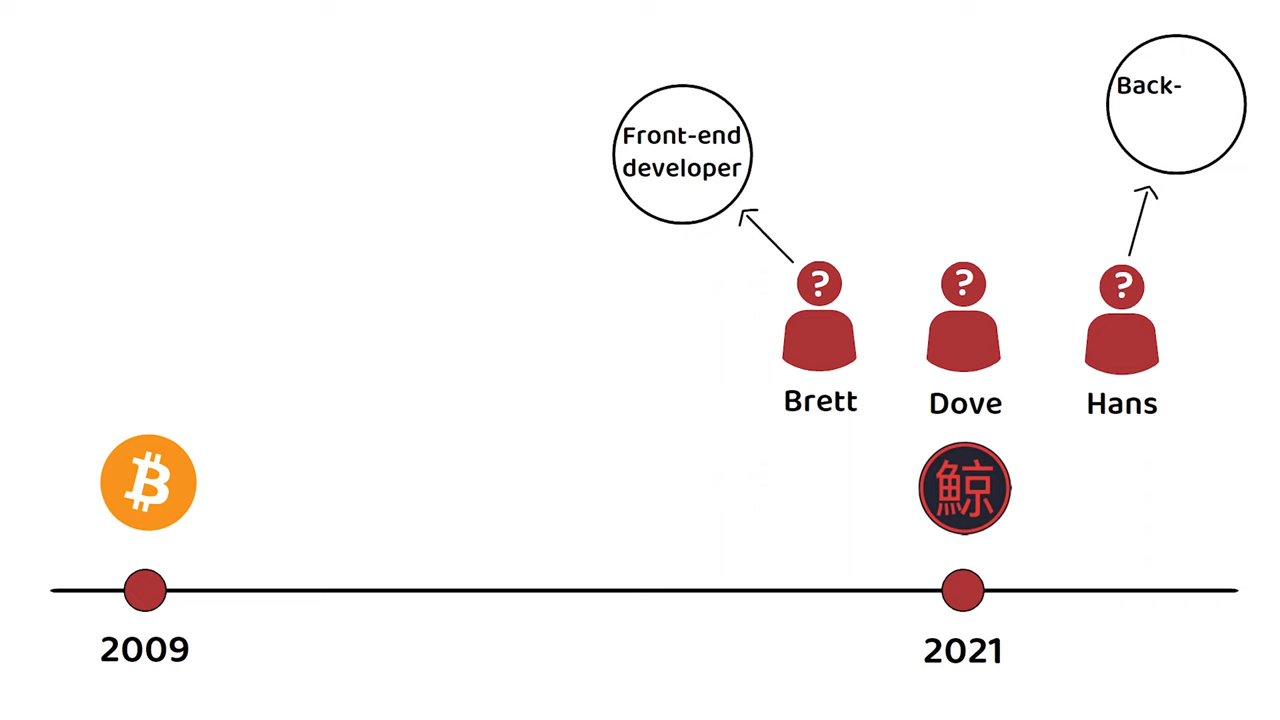 Back-
Front-end
developer
?
?
?
Brett
Dove
Hans
₿
鯨
2009
2021